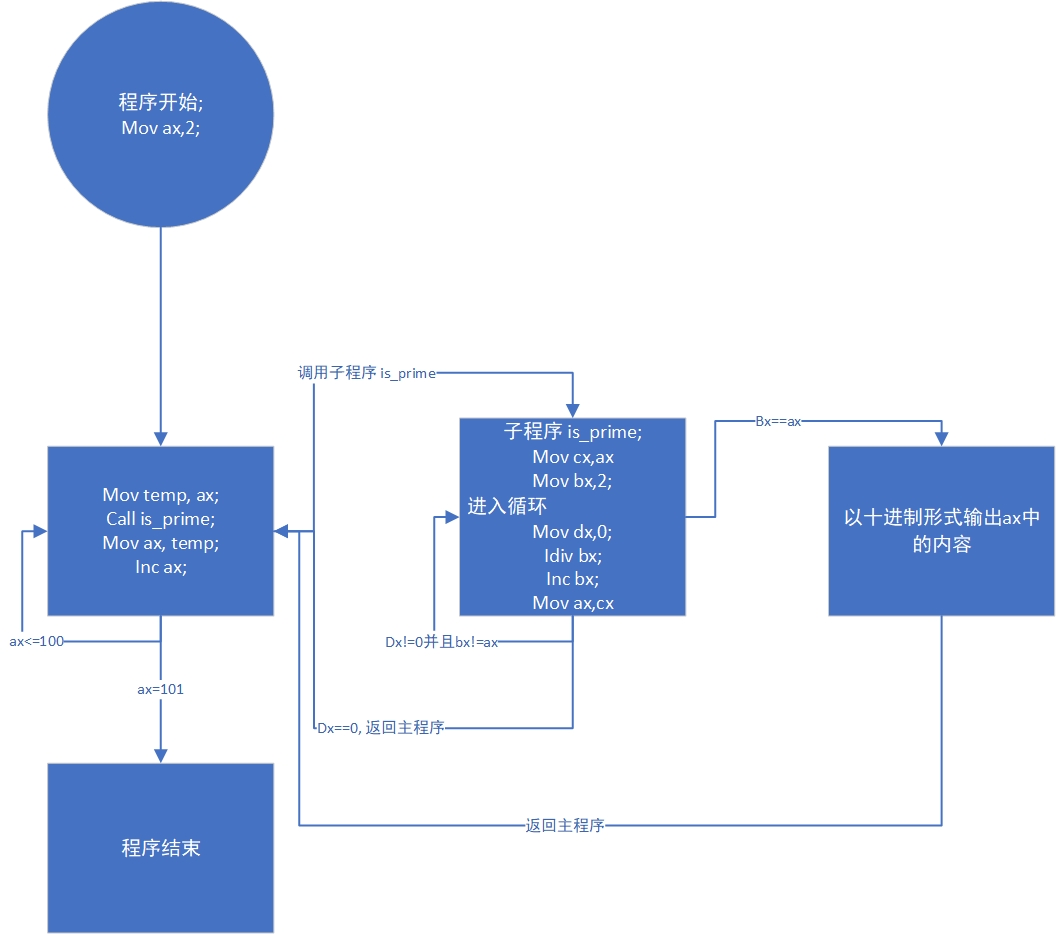 程序开始;
Mov ax,2;
调用子程序 is_prime
子程序 is_prime;
Mov cx,ax
Mov bx,2;
进入循环
Mov dx,0;
Idiv bx;
Inc bx;
Mov ax,cx
Bx==ax
以十进制形式输出ax中
的内容
Mov temp, ax;
Call is_prime;
Mov ax, temp;
Inc ax;
ax<=100
Dx!=0并且bx!=ax
ax=101
Dx==0, 返回主程序
返回主程序
程序结束